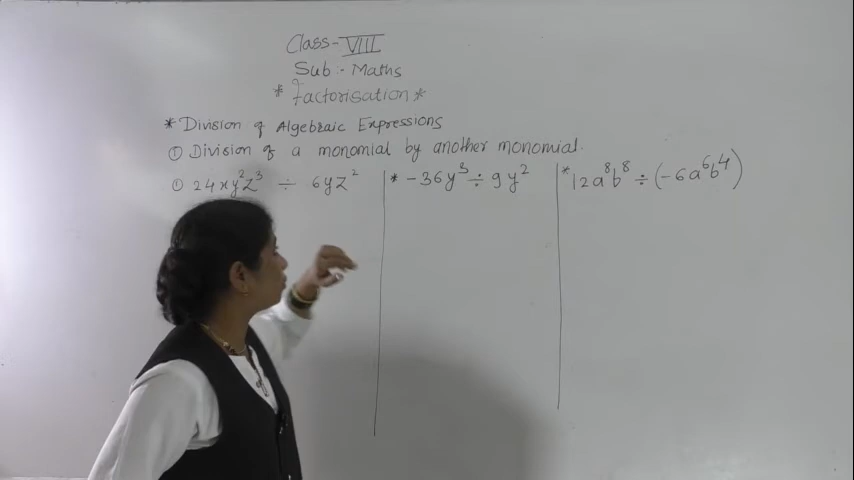 Class-VIII
Sub:- Maths
* Factorisation *
* Division of Algebraic Expressions
① Division of a monomial by another monomial.
① 24xy²z³ ÷ 6yz²
* -36y³ ÷ 9y²
* 12a⁸b⁸ ÷ (-6a⁶b⁴)